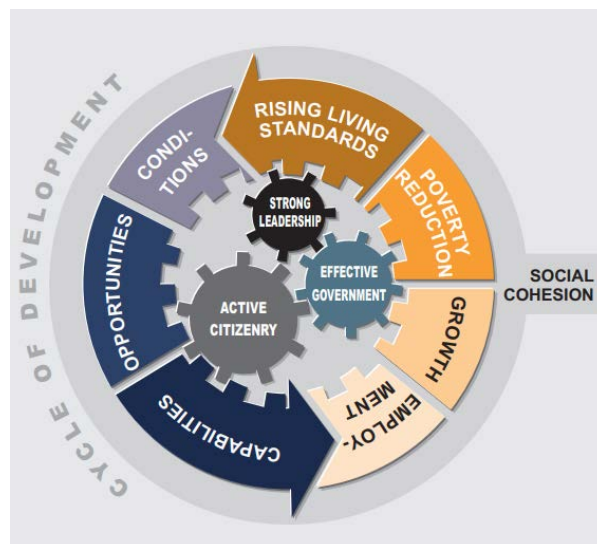 CYCLE OF DEVELOPMENT
RISING LIVING
STANDARDS
POVERTY
REDUCTION
GROWTH
EMPLOY-
MENT
CAPABILITIES
OPPORTUNITIES
CONDI-
TIONS
STRONG
LEADERSHIP
EFFECTIVE
GOVERNMENT
ACTIVE
CITIZENRY
SOCIAL
COHESION